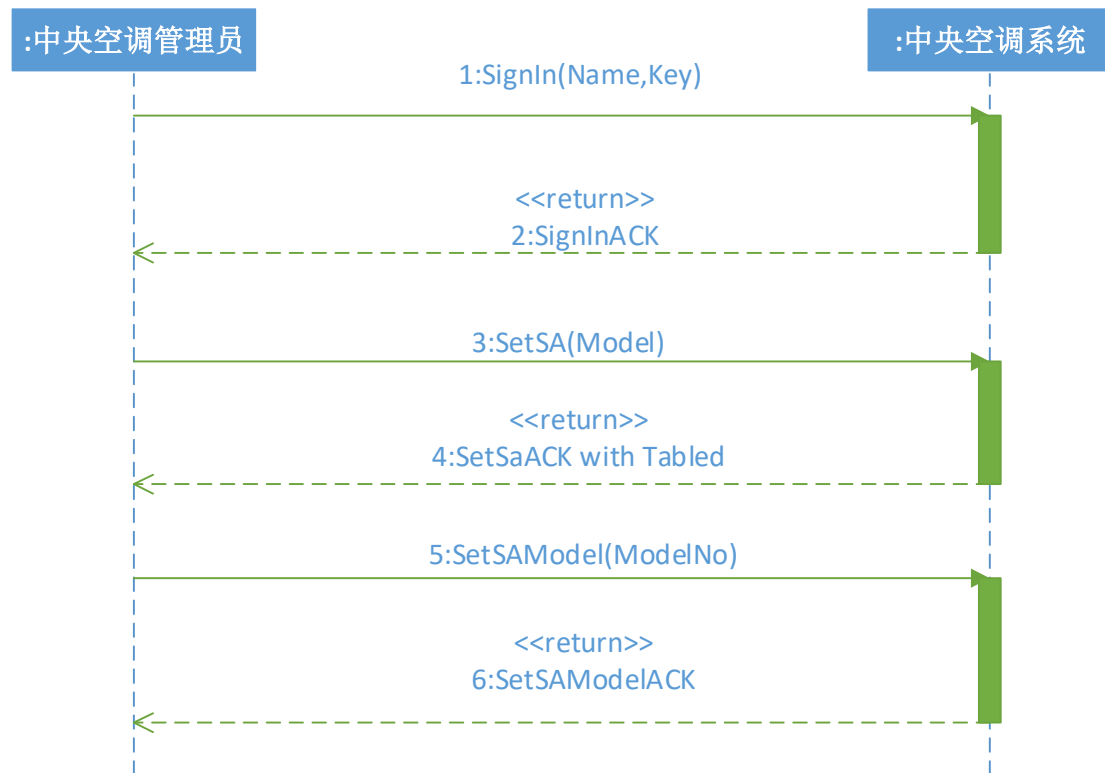 :中央空调管理员
:中央空调系统
1:SignIn(Name,Key)
<<return>>
2:SignInACK
3:SetSA(Model)
<<return>>
4:SetSaACK with Tabled
5:SetSAModel(ModelNo)
<<return>>
6:SetSAModelACK